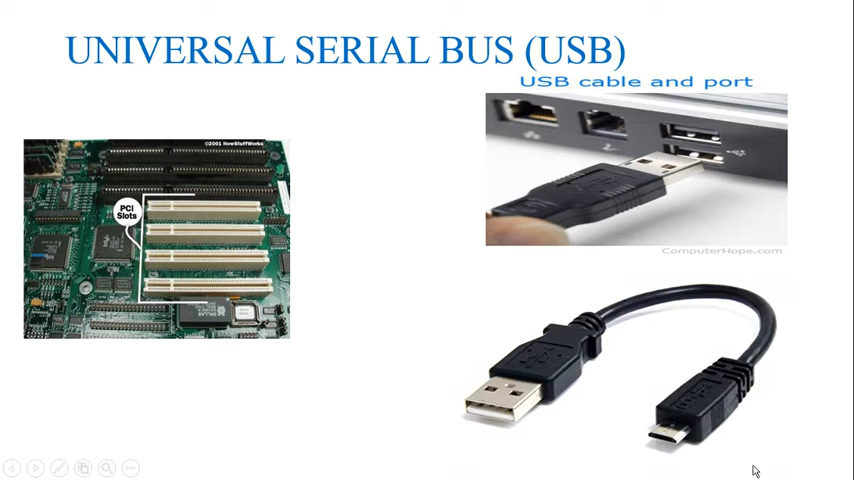 UNIVERSAL SERIAL BUS (USB)
USB cable and port
©2001 HowStuffWorks
PCI
Slots
ComputerHope.com